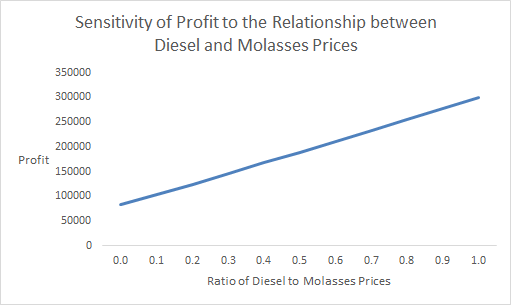 Sensitivity of Profit to the Relationship between
Diesel and Molasses Prices
350000
300000
250000
200000
Profit
150000
100000
50000
0
0.0 0.1 0.2 0.3 0.4 0.5 0.6 0.7 0.8 0.9 1.0
Ratio of Diesel to Molasses Prices